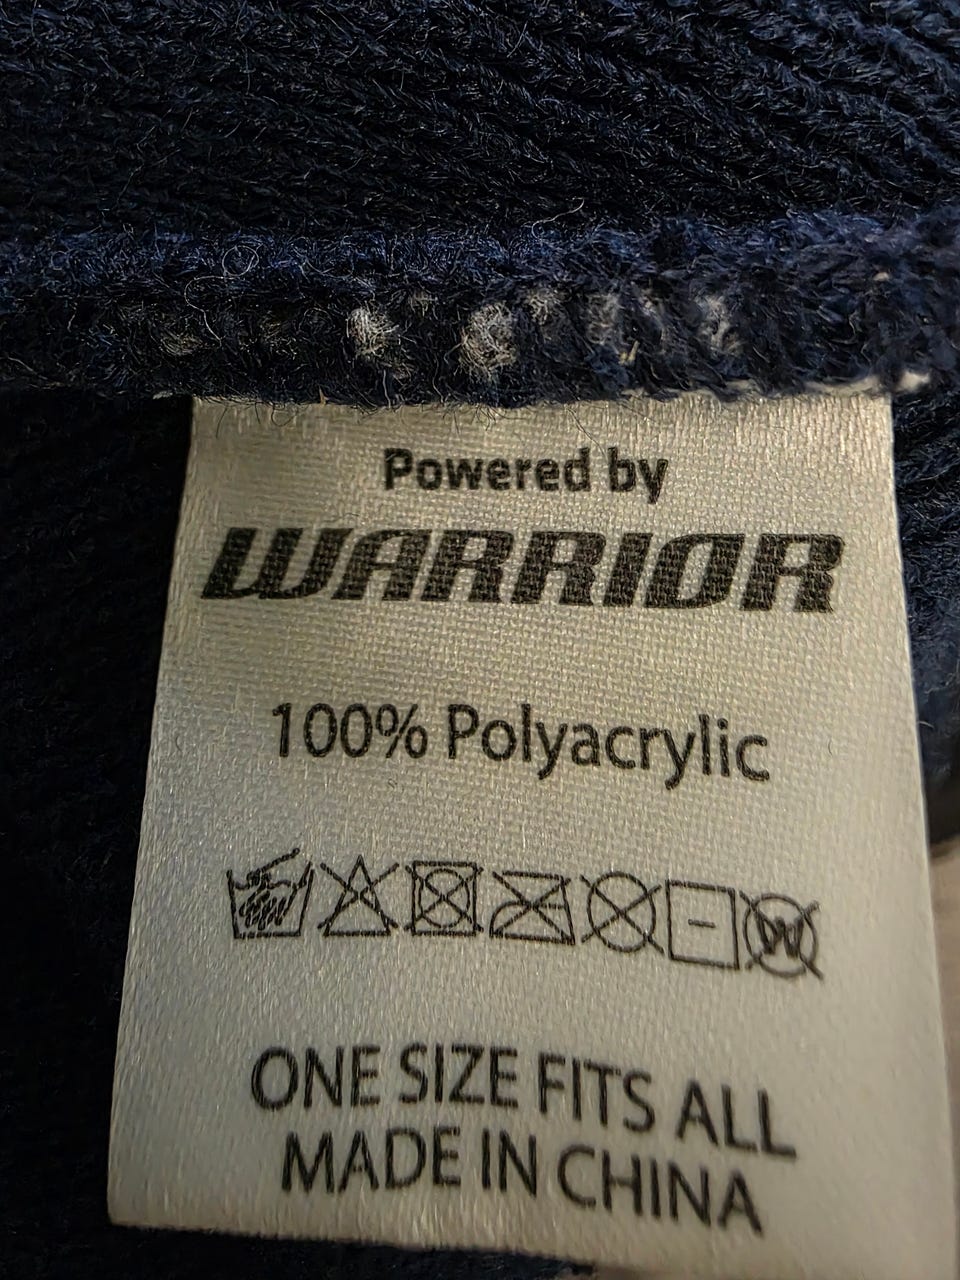 Powered by
WARRIOR
100% Polyacrylic
ONE SIZE FITS ALL
MADE IN CHINA